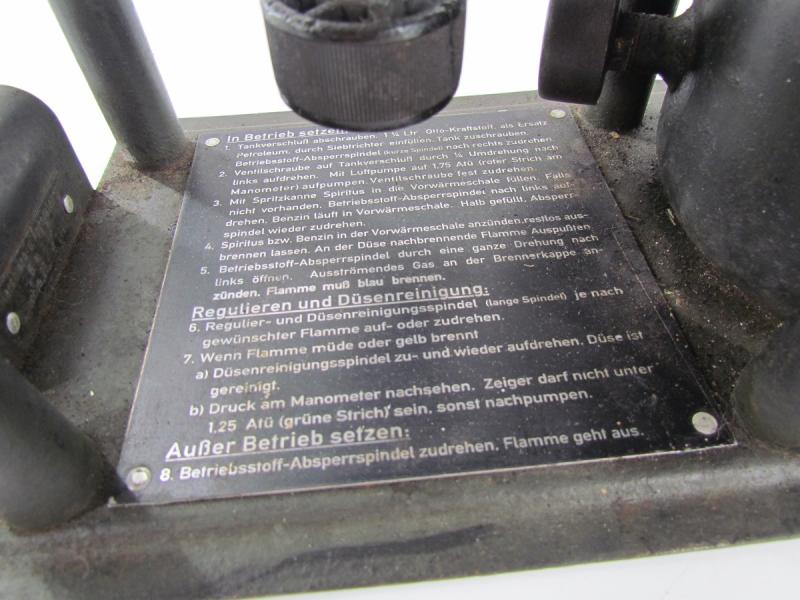 In Betrieb setzen:
1. Tankverschluß abschrauben. 1¼ Ltr. Otto-Kraftstoff, als Ersatz
Petroleum, durch Siebtrichter einfüllen. Tank zuschrauben.
Betriebsstoff-Absperrspindel nach rechts zudrehen
2. Ventilschraube auf Tankverschluß durch ½ Umdrehung nach
links aufdrehen. Mit Luftpumpe auf 1,75 Atü (roter Strich am
Manometer) aufpumpen. Ventilschraube fest zudrehen.
3. Mit Spritzkanne Spiritus in die Vorwärmeschale füllen. Falls
nicht vorhanden. Betriebsstoff-Absperrspindel nach links auf-
drehen. Benzin läuft in Vorwärmeschale. Halb gefüllt. Absperr-
spindel wieder zudrehen.
4. Spiritus bzw. Benzin in der Vorwärmeschale anzünden.restlos aus-
brennen lassen. An der Düse nachbrennende Flamme Auspusten
5. Betriebsstoff-Absperrspindel durch eine ganze Drehung nach
links öffnen. Ausströmendes Gas an der Brennerkappe an-
zünden. Flamme muß blau brennen.
Regulieren und Düsenreinigung:
6. Regulier- und Düsenreinigungsspindel (lange Spindel) je nach
gewünschter Flamme auf- oder zudrehen.
7. Wenn Flamme müde oder gelb brennt
a) Düsenreinigungsspindel zu- und wieder aufdrehen. Düse ist
gereinigt.
b) Druck am Manometer nachsehen. Zeiger darf nicht unter
1,25 Atü (grüne Strich) sein, sonst nachpumpen.
Außer Betrieb setzen:
8. Betriebsstoff-Absperrspindel zudrehen. Flamme geht aus.